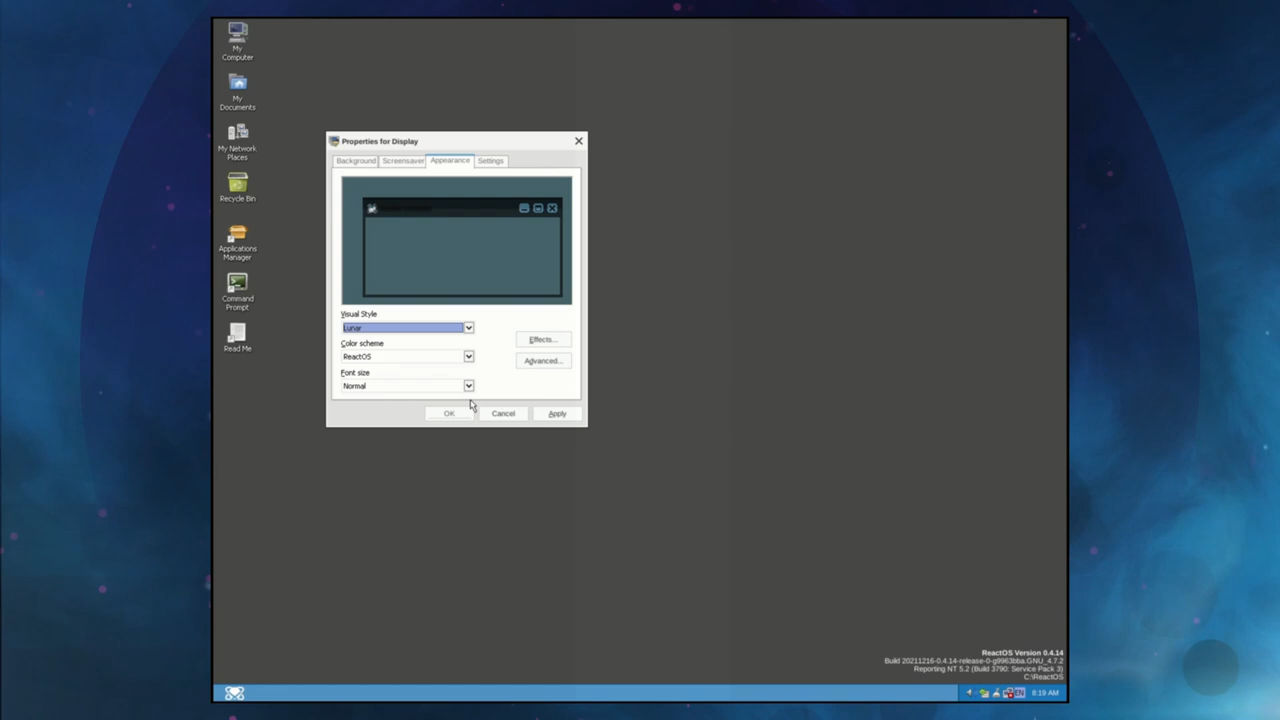 My
Computer
My
Documents
My Network
Places
Recycle Bin
Applications
Manager
Command
Prompt
Read Me
Properties for Display
Background
Screensaver
Appearance
Settings
Visual Style
Lunar
Color scheme
ReactOS
Font size
Normal
Effects...
Advanced...
OK
Cancel
Apply
ReactOS Version 0.4.14
Build 20211216-0.4.14-release-0-g9963bba.GNU_4.7.2
Reporting NT 5.2 (Build 3790: Service Pack 3)
C:\ReactOS
EN
8:19 AM